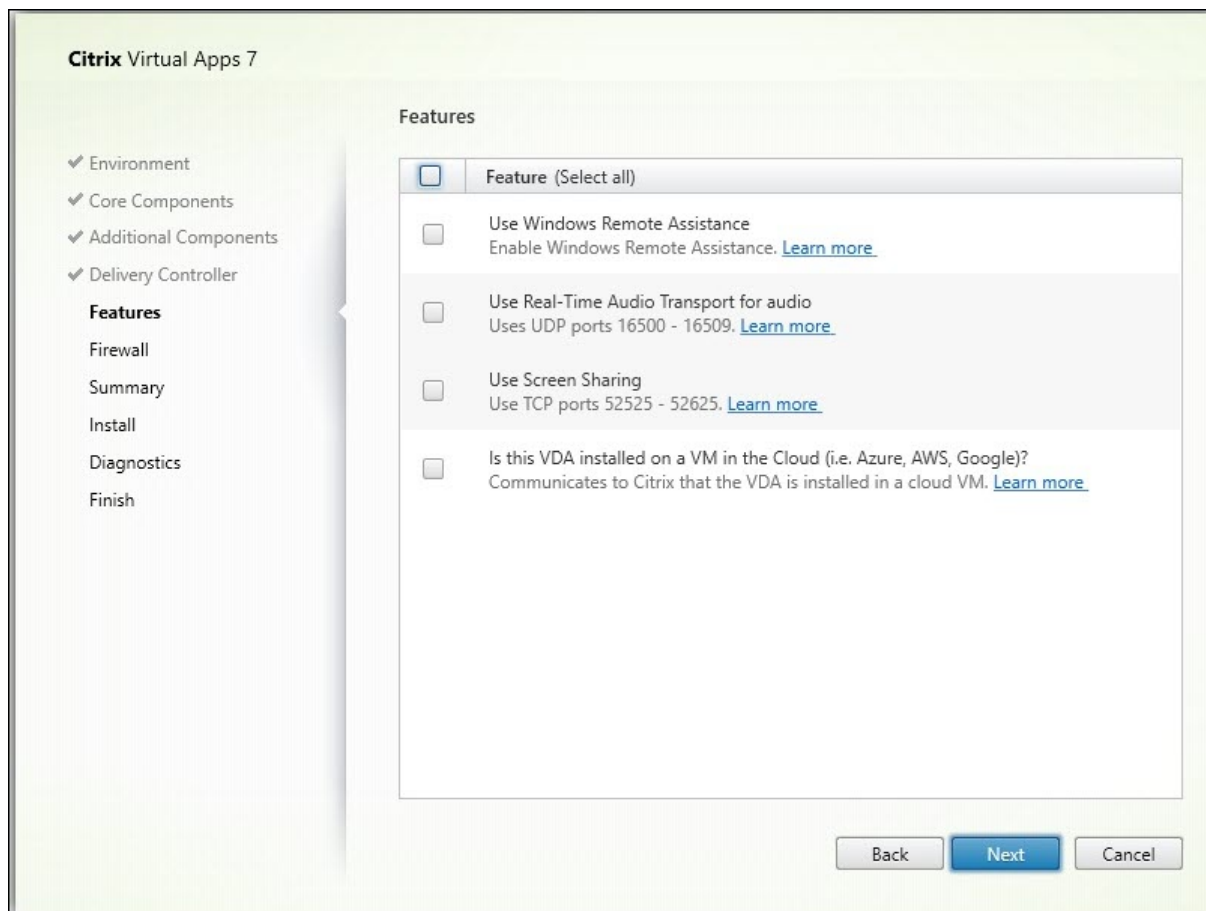 Citrix Virtual Apps 7
Environment
Core Components
Additional Components
Delivery Controller
Features
Firewall
Summary
Install
Diagnostics
Finish
Features
Feature (Select all)
Use Windows Remote Assistance
Enable Windows Remote Assistance. Learn more
Use Real-Time Audio Transport for audio
Uses UDP ports 16500 - 16509. Learn more
Use Screen Sharing
Use TCP ports 52525 - 52625. Learn more
Is this VDA installed on a VM in the Cloud (i.e. Azure, AWS, Google)?
Communicates to Citrix that the VDA is installed in a cloud VM. Learn more
Back
Next
Cancel